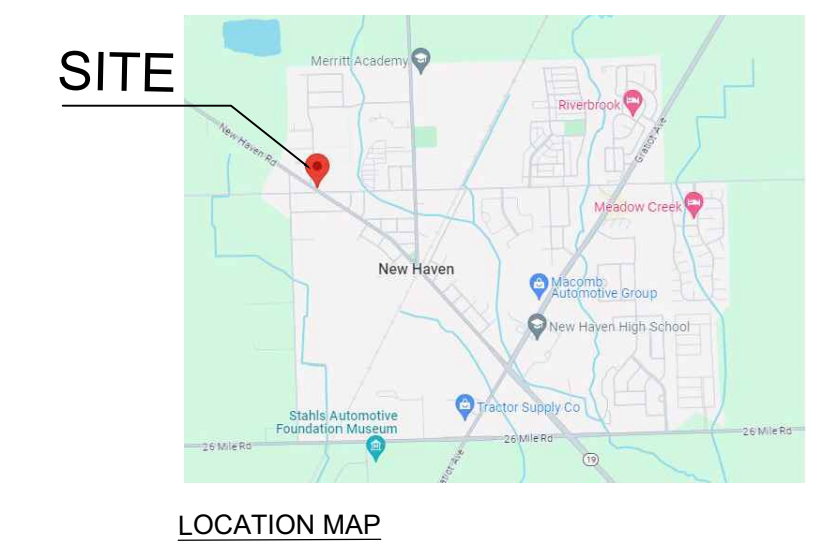 SITE
Merritt Academy
Riverbrook
New Haven Rd
Gratiot Ave
Meadow Creek
New Haven
Macomb
Automotive Group
New Haven High School
Stahls Automotive
Foundation Museum
Tractor Supply Co
26 Mile Rd
26 Mile Rd
26 Mile Rd
19
atiot Ave
LOCATION MAP